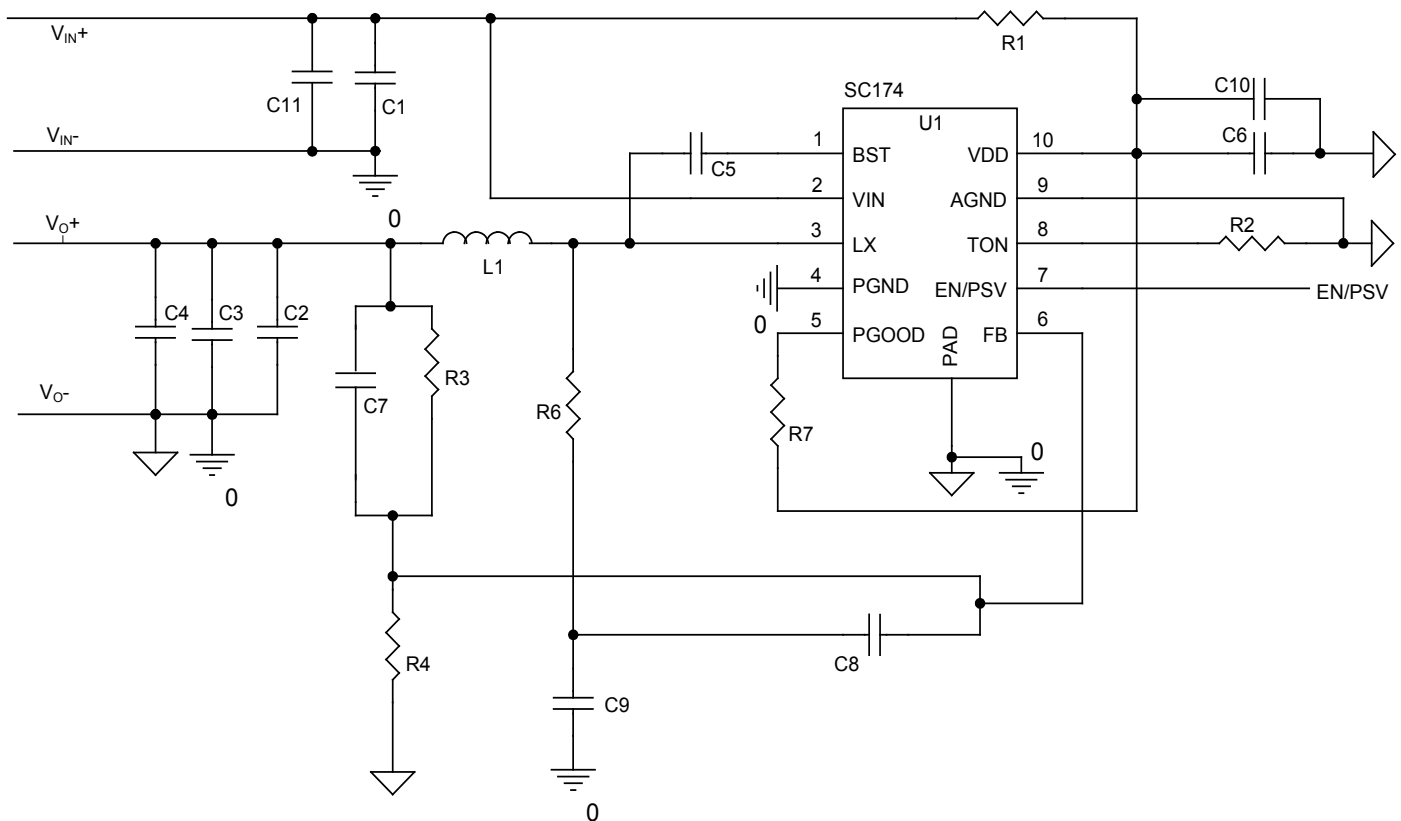 VIN+
R1
C11
C1
SC174
U1
C10
C6
VIN-
1
BST
VDD
10
C5
2
VIN
AGND
9
0
VO+
3
LX
TON
8
R2
L1
4
PGND
EN/PSV
7
EN/PSV
0
5
PGOOD
PAD
FB
6
C4
C3
C2
C7
R3
VO-
R6
R7
0
0
R4
C8
C9
0